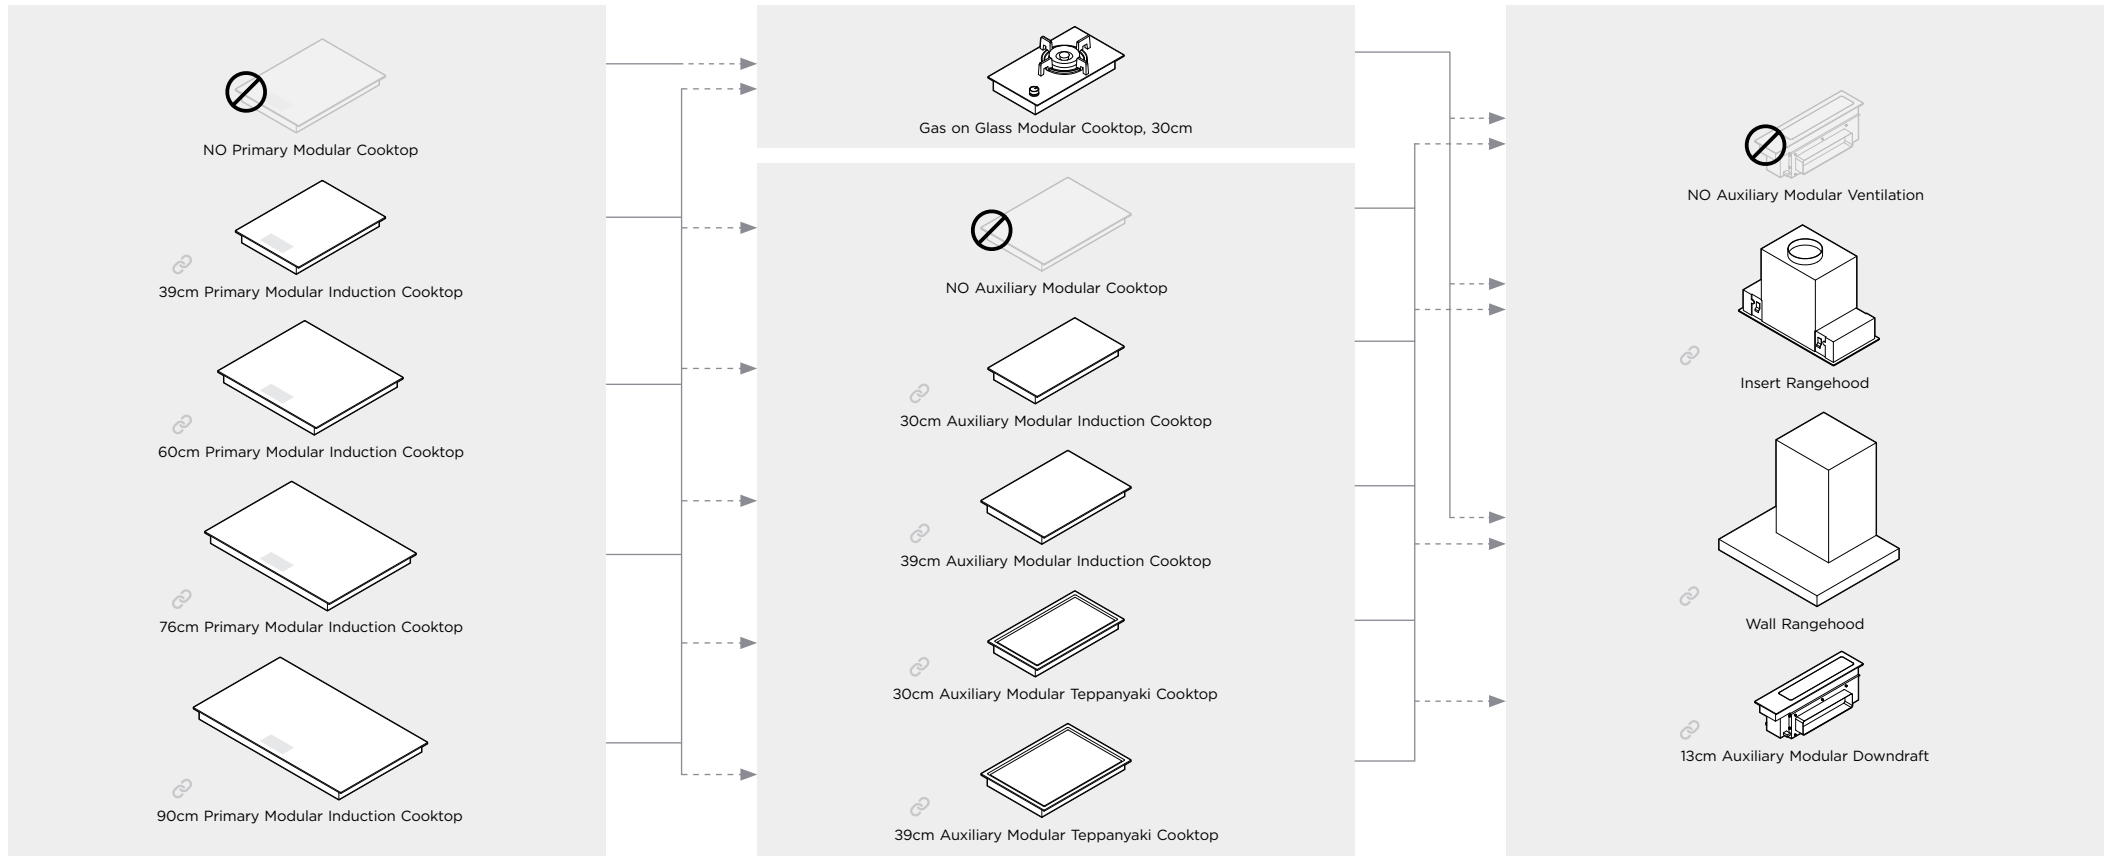 NO Primary Modular Cooktop
39cm Primary Modular Induction Cooktop
60cm Primary Modular Induction Cooktop
76cm Primary Modular Induction Cooktop
90cm Primary Modular Induction Cooktop
Gas on Glass Modular Cooktop, 30cm
NO Auxiliary Modular Cooktop
30cm Auxiliary Modular Induction Cooktop
39cm Auxiliary Modular Induction Cooktop
30cm Auxiliary Modular Teppanyaki Cooktop
39cm Auxiliary Modular Teppanyaki Cooktop
NO Auxiliary Modular Ventilation
Insert Rangehood
Wall Rangehood
13cm Auxiliary Modular Downdraft